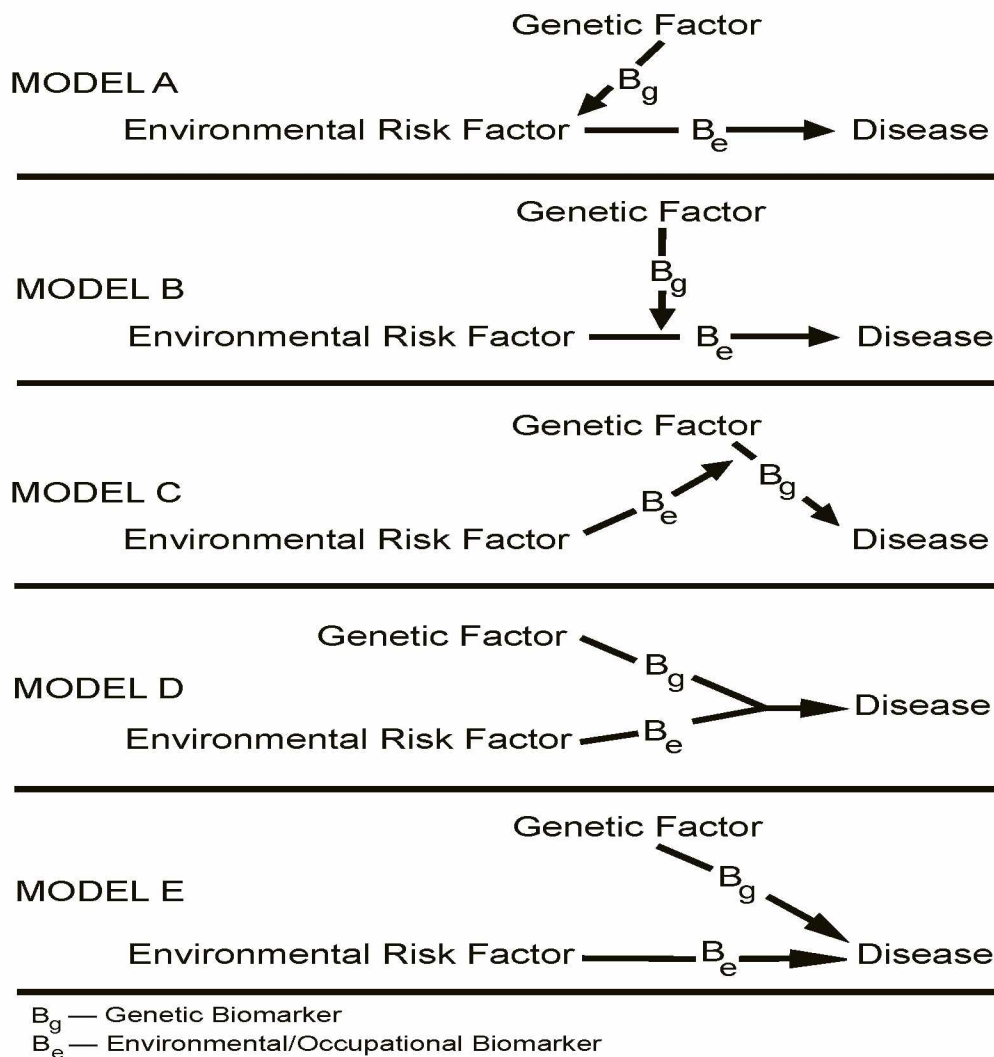 Genetic Factor
MODEL A
Bg
Environmental Risk Factor Be Disease
Genetic Factor
MODEL B
Bg
Environmental Risk Factor Be Disease
Genetic Factor
MODEL C
Bg
Be
Environmental Risk Factor Disease
Genetic Factor
Bg
MODEL D
Disease
Environmental Risk Factor Be
Genetic Factor
MODEL E
Bg
Environmental Risk Factor Be Disease
Bg — Genetic Biomarker
Be — Environmental/Occupational Biomarker